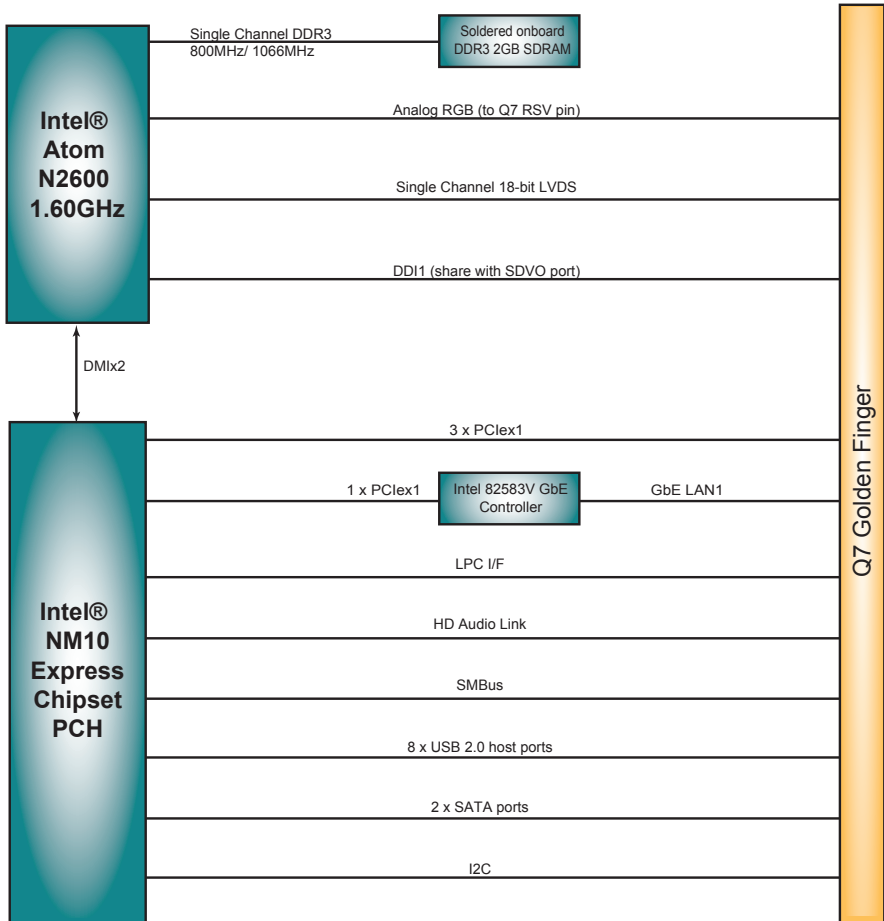 Single Channel DDR3
800MHz/ 1066MHz
Soldered onboard
DDR3 2GB SDRAM
Intel®
Atom
N2600
1.60GHz
Analog RGB (to Q7 RSV pin)
Single Channel 18-bit LVDS
DDI1 (share with SDVO port)
DMIx2
Q7 Golden Finger
3 x PCIex1
1 x PCIex1
Intel 82583V GbE
Controller
GbE LAN1
LPC I/F
Intel®
NM10
Express
Chipset
PCH
HD Audio Link
SMBus
8 x USB 2.0 host ports
2 x SATA ports
I2C